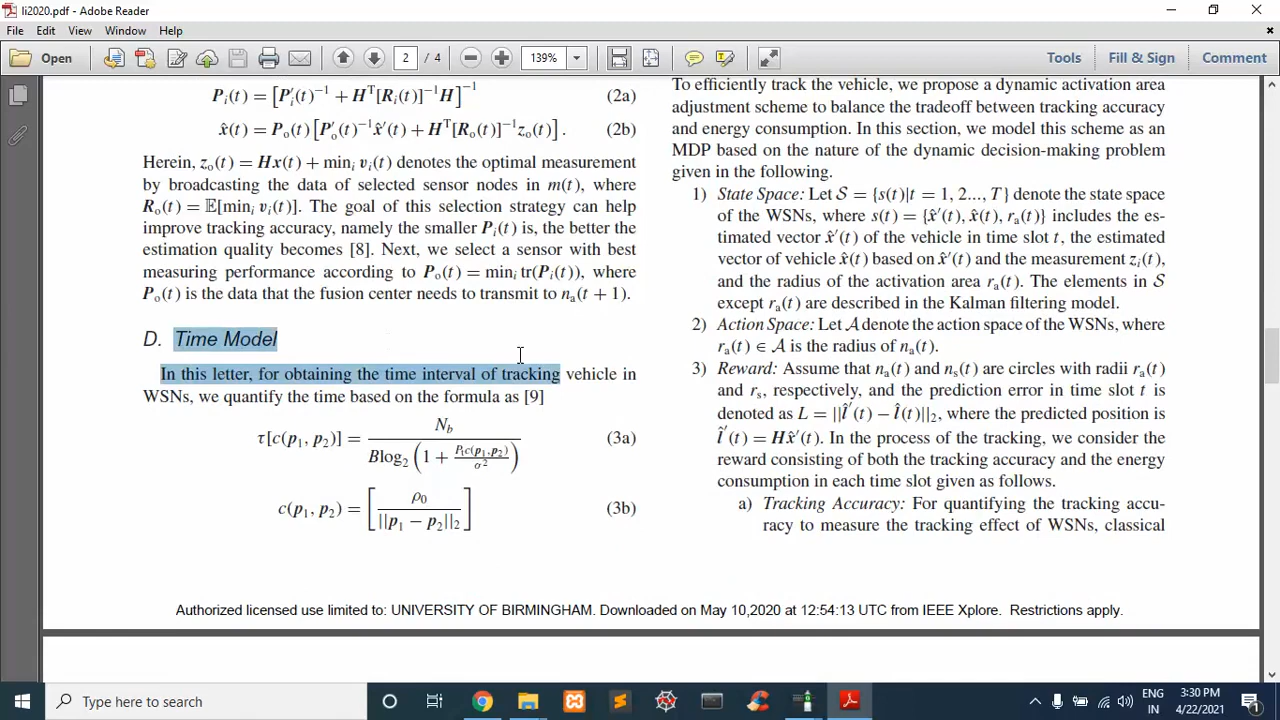 li2020.pdf - Adobe Reader
File Edit View Window Help
Open 2 / 4 139% Tools Fill & Sign Comment
P_i(t) = [P'_i(t)^{-1} + H^T[R_i(t)]^{-1}H]^{-1} (2a)
x̂(t) = P_o(t)[P'_o(t)^{-1}x̂'(t) + H^T[R_o(t)]^{-1}z_o(t)]. (2b)
Herein, z_o(t) = Hx(t) + min_i v_i(t) denotes the optimal measurement
by broadcasting the data of selected sensor nodes in m(t), where
R_o(t) = 𝔼[min_i v_i(t)]. The goal of this selection strategy can help
improve tracking accuracy, namely the smaller P_i(t) is, the better the
estimation quality becomes [8]. Next, we select a sensor with best
measuring performance according to P_o(t) = min_i tr(P_i(t)), where
P_o(t) is the data that the fusion center needs to transmit to n_a(t + 1).
D. Time Model
In this letter, for obtaining the time interval of tracking vehicle in
WSNs, we quantify the time based on the formula as [9]
τ[c(p_1, p_2)] = N_b / (B log_2 (1 + P_t c(p_1,p_2) / σ^2)) (3a)
c(p_1, p_2) = [ρ_0 / ||p_1 − p_2||_2] (3b)
To efficiently track the vehicle, we propose a dynamic activation area
adjustment scheme to balance the tradeoff between tracking accuracy
and energy consumption. In this section, we model this scheme as an
MDP based on the nature of the dynamic decision-making problem
given in the following.
1) State Space: Let 𝒮 = {s(t)|t = 1, 2..., T} denote the state space
of the WSNs, where s(t) = {x̂'(t), x̂(t), r_a(t)} includes the es-
timated vector x̂'(t) of the vehicle in time slot t, the estimated
vector of vehicle x̂(t) based on x̂'(t) and the measurement z_i(t),
and the radius of the activation area r_a(t). The elements in 𝒮
except r_a(t) are described in the Kalman filtering model.
2) Action Space: Let 𝒜 denote the action space of the WSNs, where
r_a(t) ∈ 𝒜 is the radius of n_a(t).
3) Reward: Assume that n_a(t) and n_s(t) are circles with radii r_a(t)
and r_s, respectively, and the prediction error in time slot t is
denoted as L = ||l̂'(t) − l̂(t)||_2, where the predicted position is
l̂'(t) = Hx̂'(t). In the process of the tracking, we consider the
reward consisting of both the tracking accuracy and the energy
consumption in each time slot given as follows.
a) Tracking Accuracy: For quantifying the tracking accu-
racy to measure the tracking effect of WSNs, classical
Authorized licensed use limited to: UNIVERSITY OF BIRMINGHAM. Downloaded on May 10,2020 at 12:54:13 UTC from IEEE Xplore. Restrictions apply.
Type here to search
ENG
IN
3:30 PM
4/22/2021
1